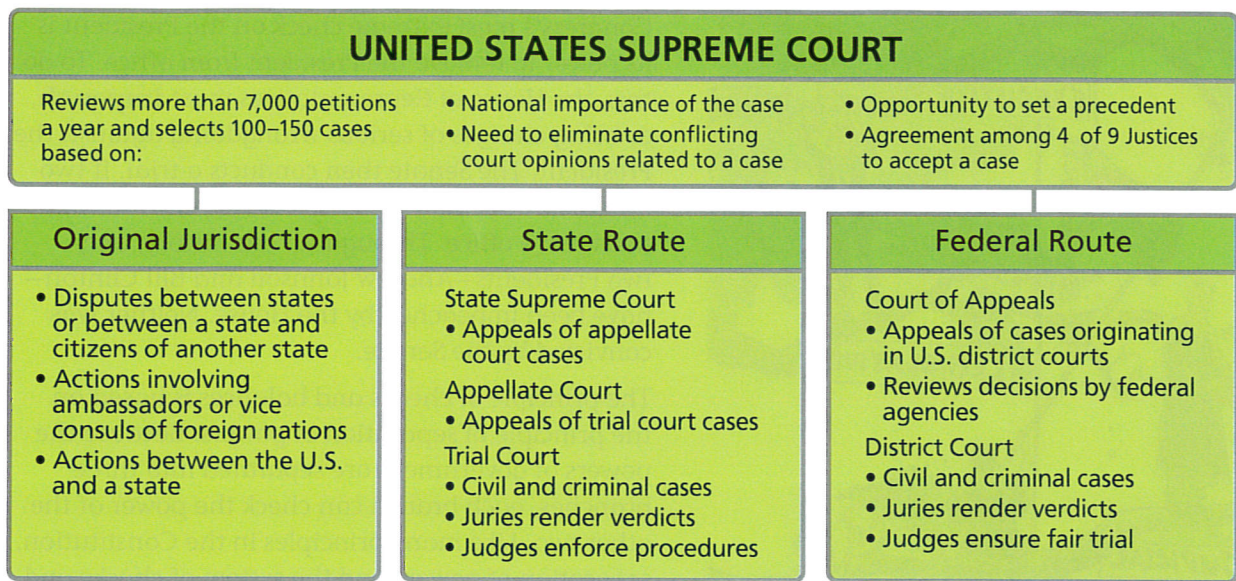 UNITED STATES SUPREME COURT
Reviews more than 7,000 petitions
a year and selects 100–150 cases
based on:
• National importance of the case
• Need to eliminate conflicting
court opinions related to a case
• Opportunity to set a precedent
• Agreement among 4 of 9 Justices
to accept a case
Original Jurisdiction
• Disputes between states
or between a state and
citizens of another state
• Actions involving
ambassadors or vice
consuls of foreign nations
• Actions between the U.S.
and a state
State Route
State Supreme Court
• Appeals of appellate
court cases
Appellate Court
• Appeals of trial court cases
Trial Court
• Civil and criminal cases
• Juries render verdicts
• Judges enforce procedures
Federal Route
Court of Appeals
• Appeals of cases originating
in U.S. district courts
• Reviews decisions by federal
agencies
District Court
• Civil and criminal cases
• Juries render verdicts
• Judges ensure fair trial